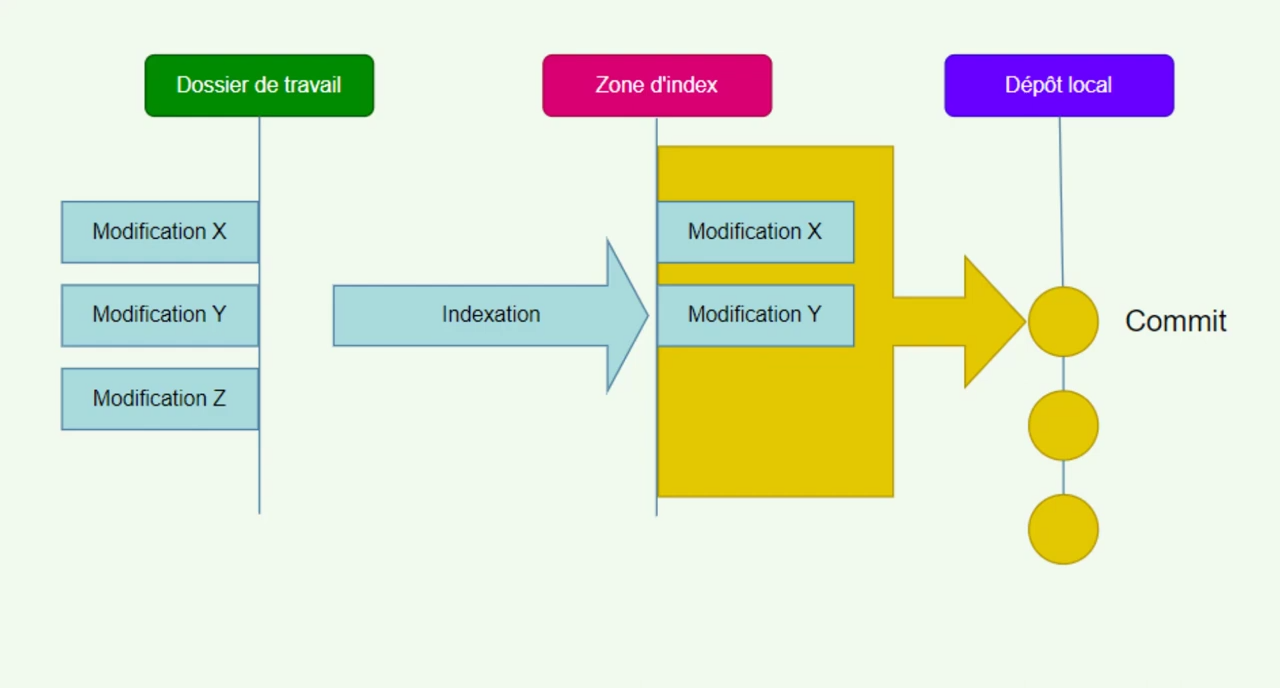 Dossier de travail
Zone d'index
Dépôt local
Modification X
Modification Y
Modification Z
Indexation
Modification X
Modification Y
Commit